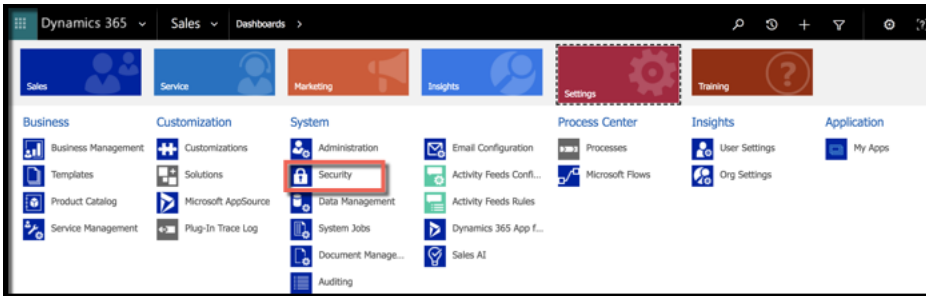 Dynamics 365 Sales Dashboards >
Sales Service Marketing Insights Settings Training
Business Customization System Process Center Insights Application
Business Management Customizations Administration Email Configuration Processes User Settings My Apps
Templates Solutions Security Activity Feeds Confi... Microsoft Flows Org Settings
Product Catalog Microsoft AppSource Data Management Activity Feeds Rules
Service Management Plug-In Trace Log System Jobs Dynamics 365 App f...
Document Manage... Sales AI
Auditing